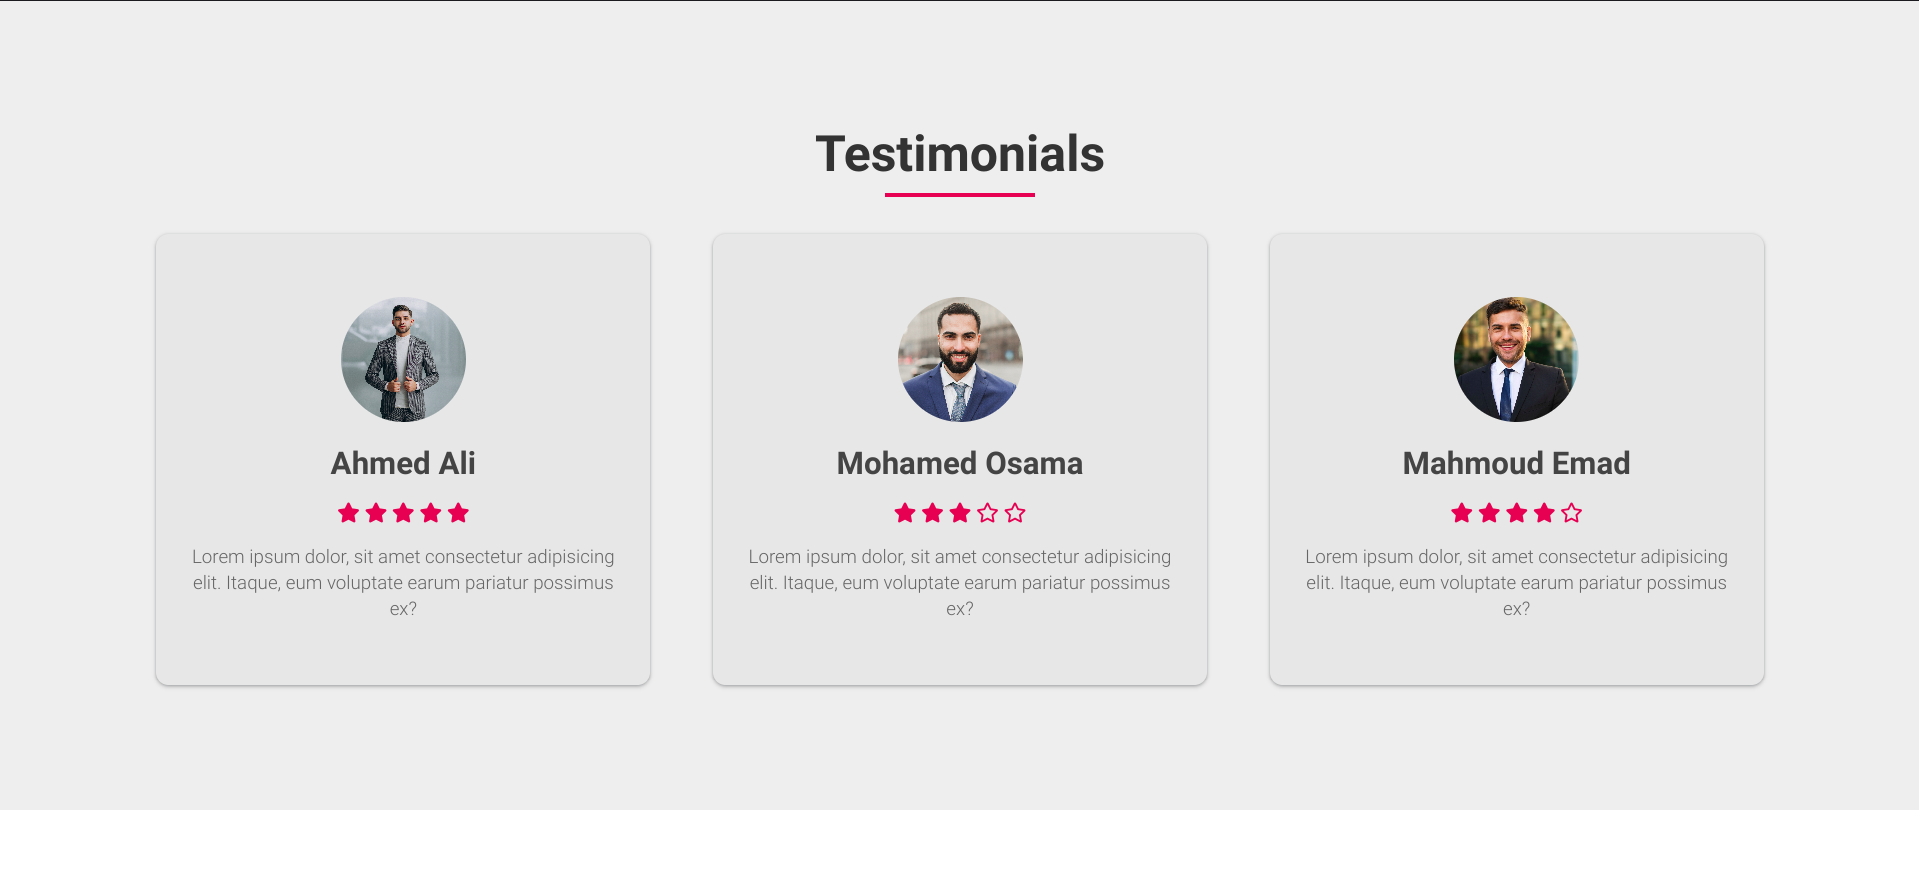 Testimonials
Ahmed Ali
Lorem ipsum dolor, sit amet consectetur adipisicing
elit. Itaque, eum voluptate earum pariatur possimus
ex?
Mohamed Osama
Lorem ipsum dolor, sit amet consectetur adipisicing
elit. Itaque, eum voluptate earum pariatur possimus
ex?
Mahmoud Emad
Lorem ipsum dolor, sit amet consectetur adipisicing
elit. Itaque, eum voluptate earum pariatur possimus
ex?